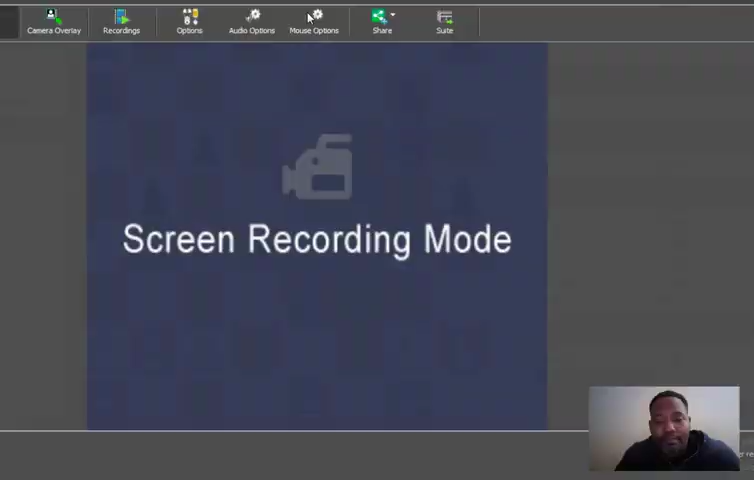 Camera Overlay
Recordings
Options
Audio Options
Mouse Options
Share
Suite
Screen Recording Mode